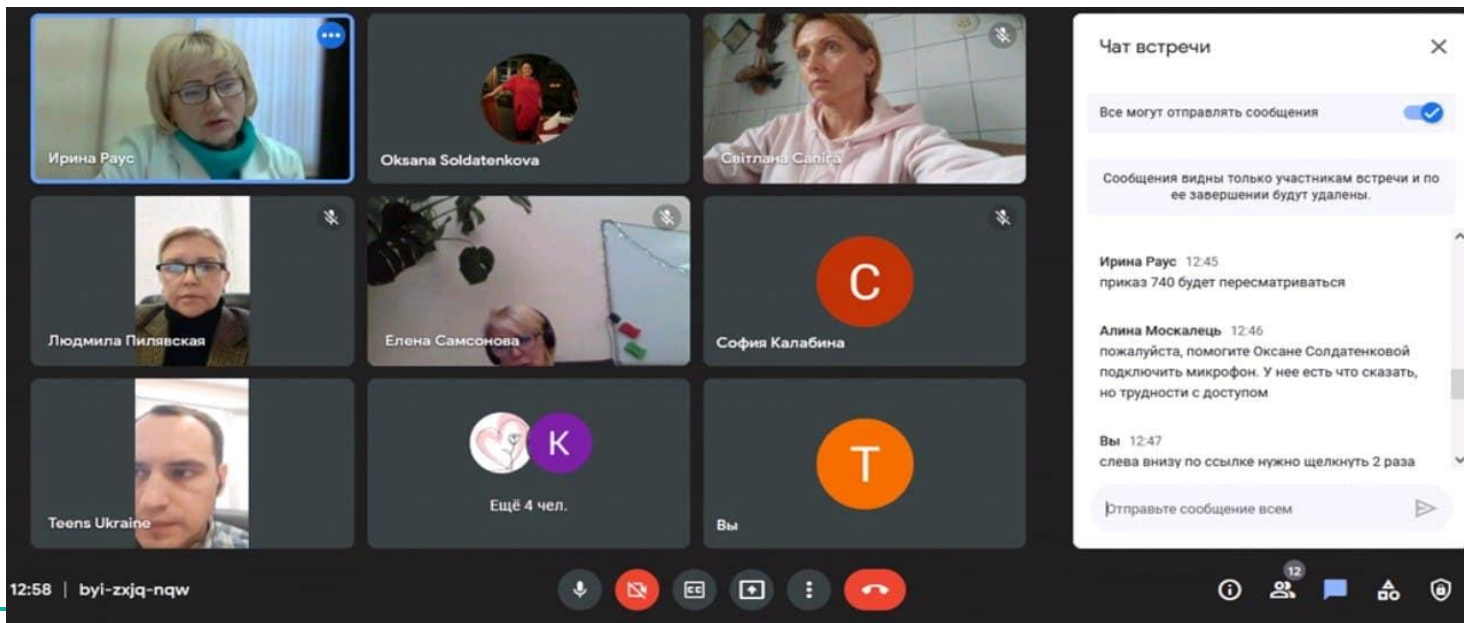 Ирина Раус
Oksana Soldatenkova
Світлана Сапіга
Людмила Пилявская
Елена Самсонова
С
София Калабина
Teens Ukraine
K
Ещё 4 чел.
T
Вы
Чат встречи
Все могут отправлять сообщения
Сообщения видны только участникам встречи и по
ее завершении будут удалены.
Ирина Раус 12:45
приказ 740 будет пересматриваться
Алина Москалець 12:46
пожалуйста, помогите Оксане Солдатенковой
подключить микрофон. У нее есть что сказать,
но трудности с доступом
Вы 12:47
слева внизу по ссылке нужно щелкнуть 2 раза
Отправьте сообщение всем
12:58 | byi-zxjq-nqw
CC
12